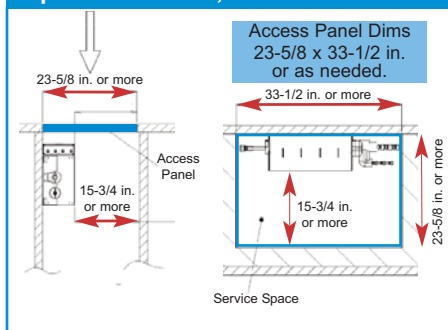 23-5/8 in. or more
Access
Panel
15-3/4 in.
or more
Access Panel Dims
23-5/8 x 33-1/2 in.
or as needed.
33-1/2 in. or more
15-3/4 in.
or more
23-5/8 in. or more
Service Space